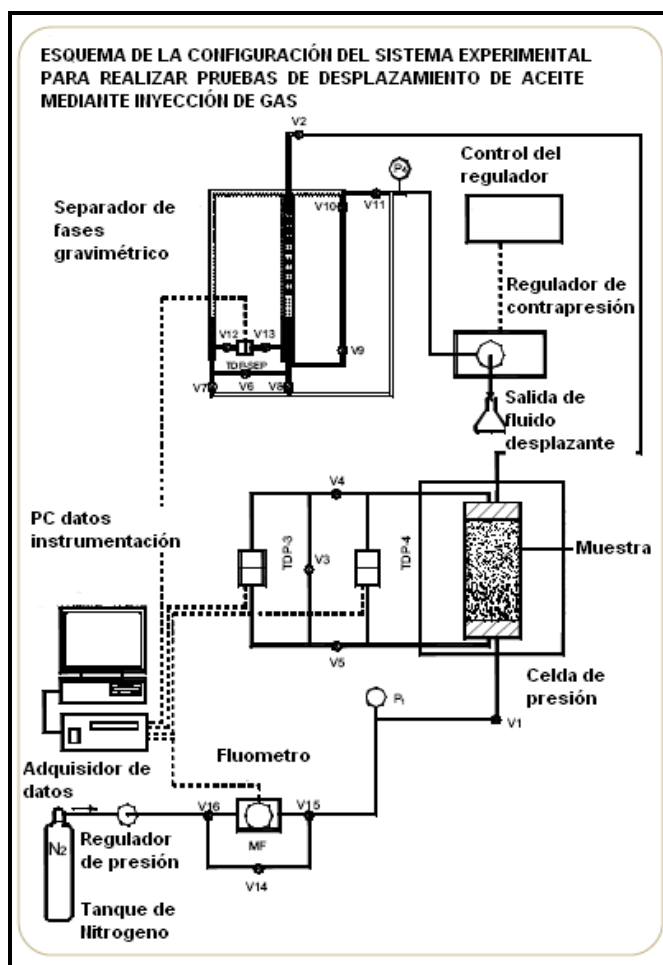 ESQUEMA DE LA CONFIGURACIÓN DEL SISTEMA EXPERIMENTAL
PARA REALIZAR PRUEBAS DE DESPLAZAMIENTO DE ACEITE
MEDIANTE INYECCIÓN DE GAS
V2
Control del
regulador
Separador de
fases
gravimétrico
V10
V11
Regulador de
contrapresión
V12
V13
TDP-SEP
V9
V7
V6
V8
Salida de
fluido
desplazante
V4
PC datos
instrumentación
TDP-3
V3
TDP-4
Muestra
V5
Celda de
presión
P1
V1
Fluometro
Adquisidor de
datos
V16
V15
N2
Regulador
de presión
MF
V14
Tanque de
Nitrogeno